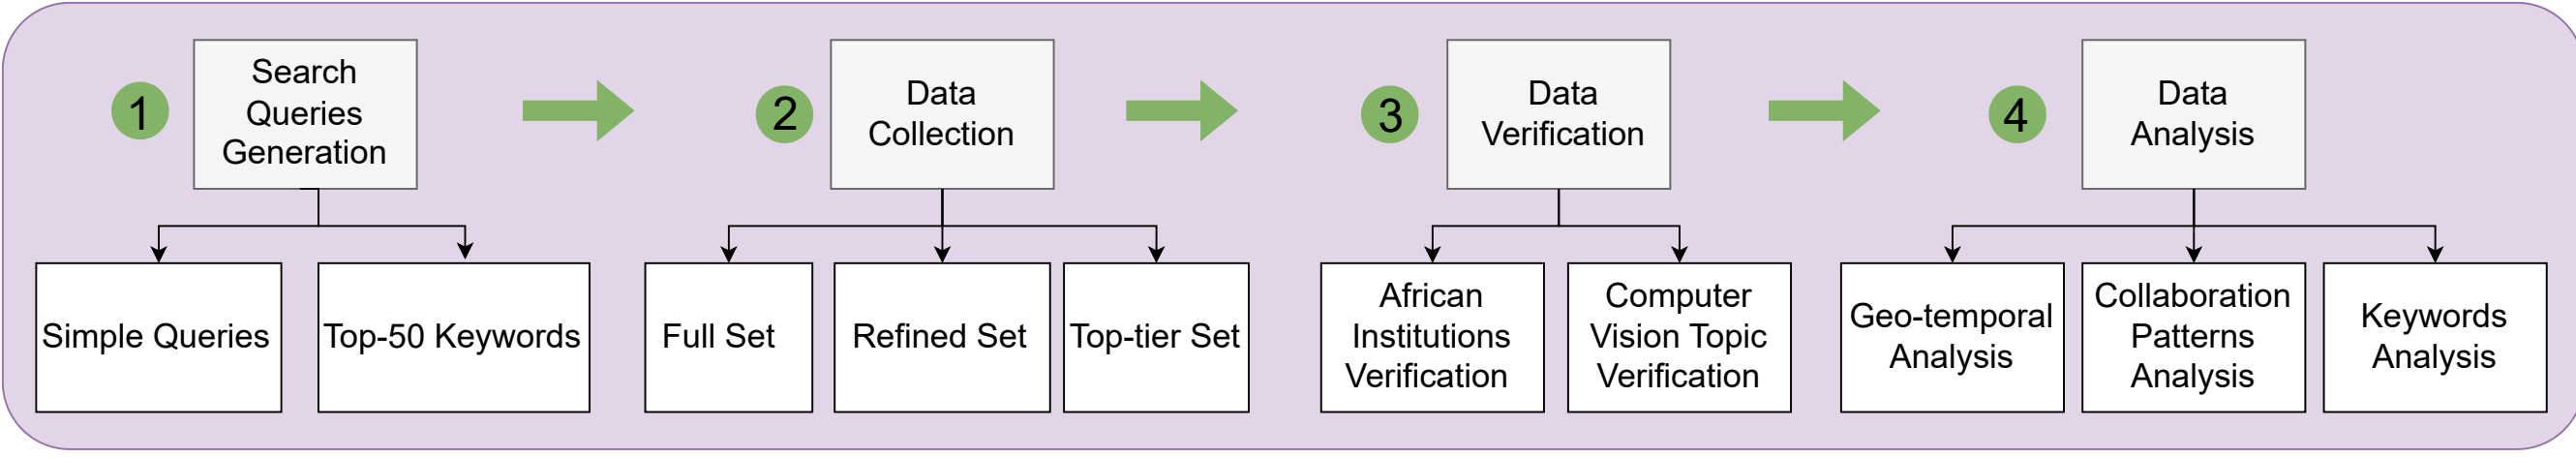 1
Search
Queries
Generation
Simple Queries
Top-50 Keywords
2
Data
Collection
Full Set
Refined Set
Top-tier Set
3
Data
Verification
African
Institutions
Verification
Computer
Vision Topic
Verification
4
Data
Analysis
Geo-temporal
Analysis
Collaboration
Patterns
Analysis
Keywords
Analysis